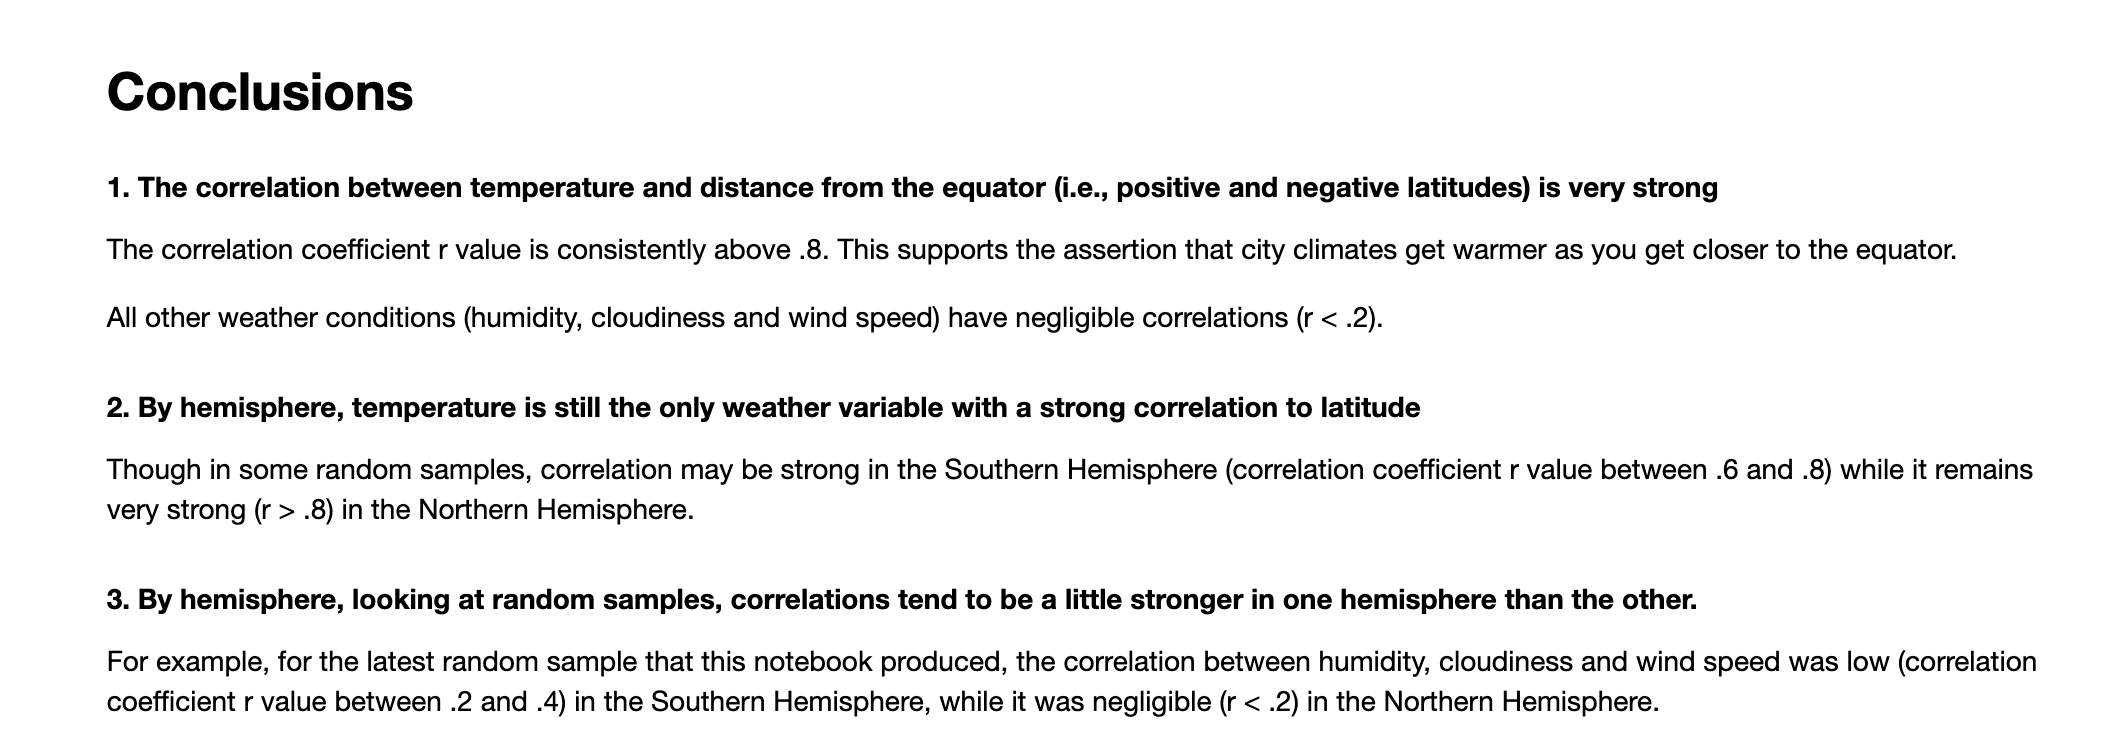 Conclusions
1. The correlation between temperature and distance from the equator (i.e., positive and negative latitudes) is very strong
The correlation coefficient r value is consistently above .8. This supports the assertion that city climates get warmer as you get closer to the equator.
All other weather conditions (humidity, cloudiness and wind speed) have negligible correlations (r < .2).
2. By hemisphere, temperature is still the only weather variable with a strong correlation to latitude
Though in some random samples, correlation may be strong in the Southern Hemisphere (correlation coefficient r value between .6 and .8) while it remains
very strong (r > .8) in the Northern Hemisphere.
3. By hemisphere, looking at random samples, correlations tend to be a little stronger in one hemisphere than the other.
For example, for the latest random sample that this notebook produced, the correlation between humidity, cloudiness and wind speed was low (correlation
coefficient r value between .2 and .4) in the Southern Hemisphere, while it was negligible (r < .2) in the Northern Hemisphere.